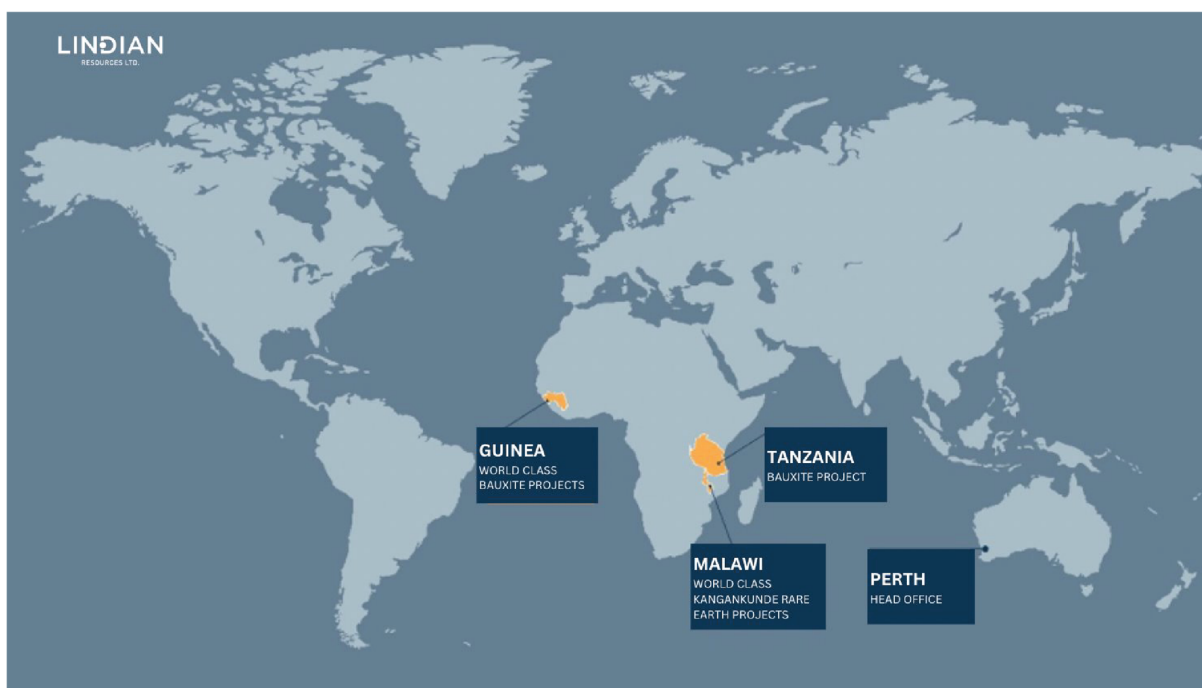 LINDIAN
RESOURCES LTD.
GUINEA
WORLD CLASS
BAUXITE PROJECTS
TANZANIA
BAUXITE PROJECT
MALAWI
WORLD CLASS
KANGANKUNDE RARE
EARTH PROJECTS
PERTH
HEAD OFFICE